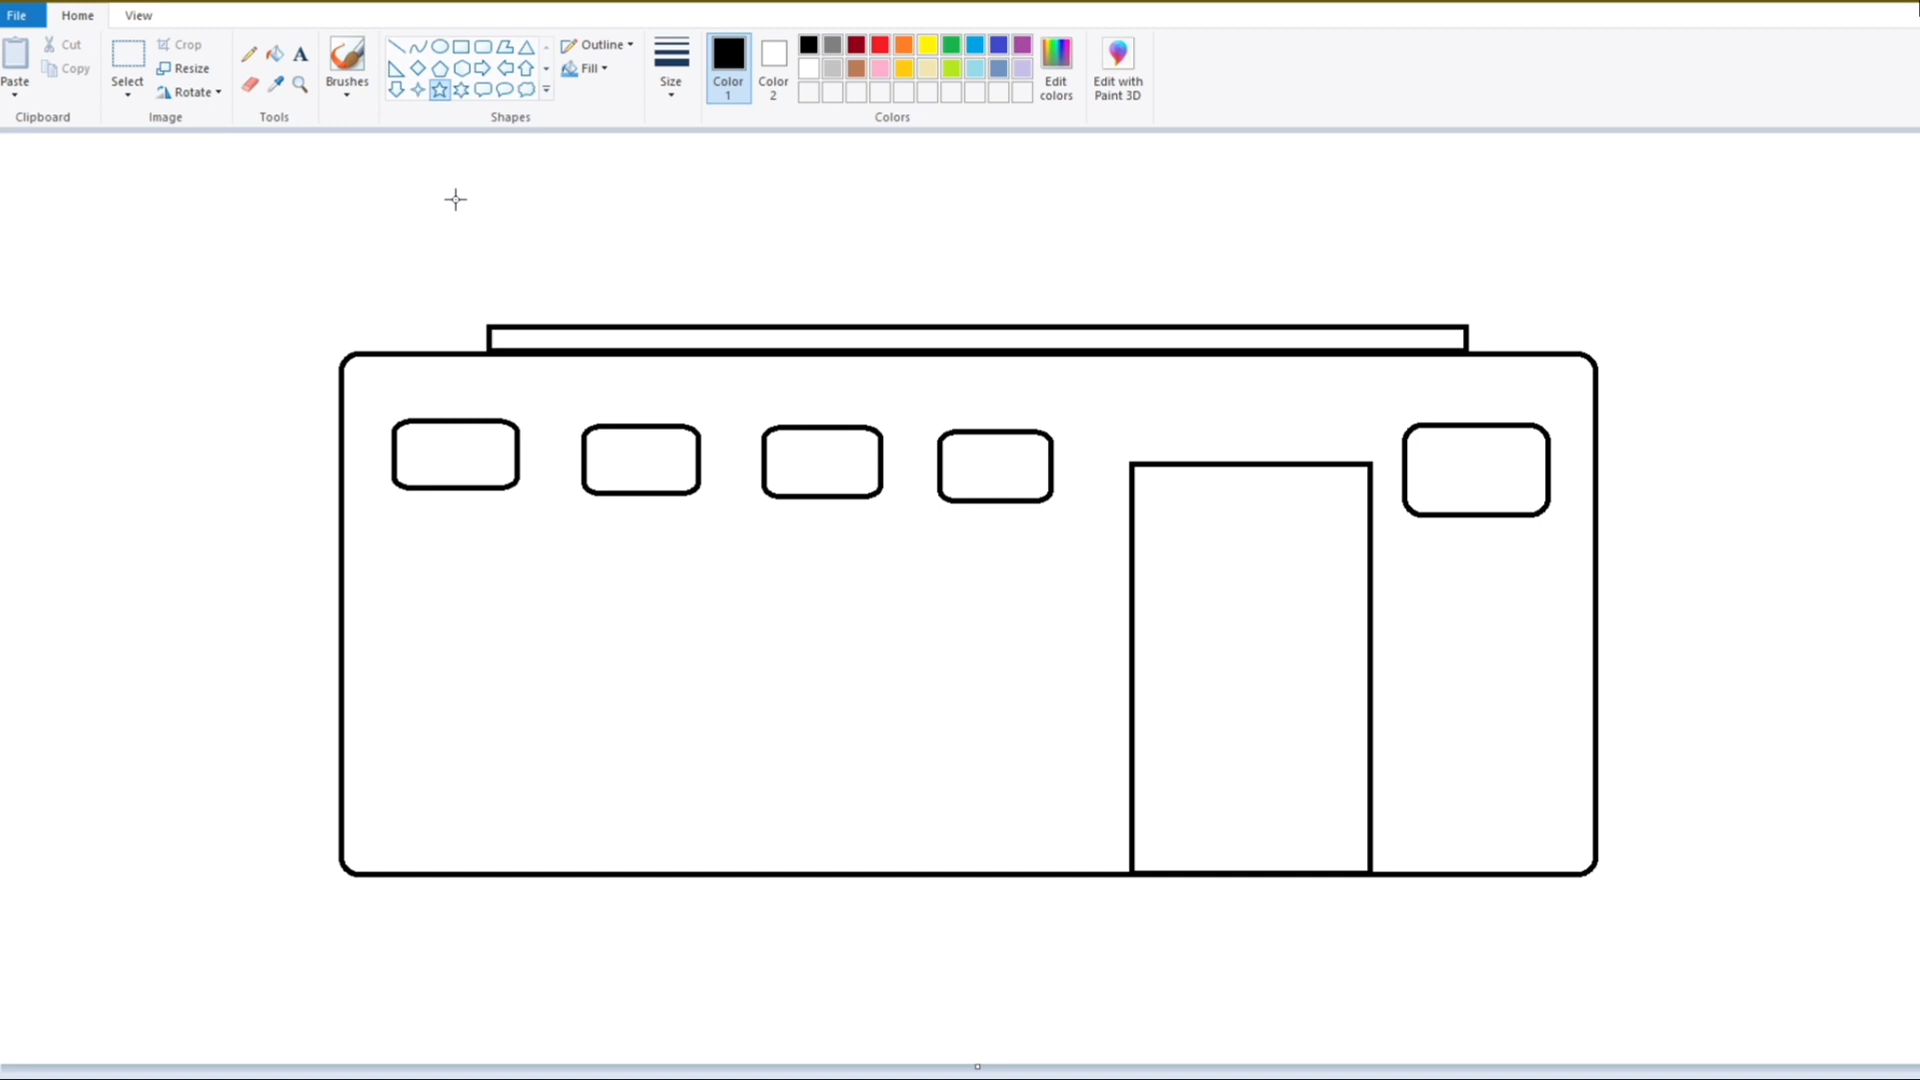 File Home View
Paste Cut Copy
Clipboard
Select Crop Resize Rotate
Image
A
Tools
Brushes
Shapes
Outline
Fill
Size
Color 1
Color 2
Colors
Edit colors
Edit with Paint 3D